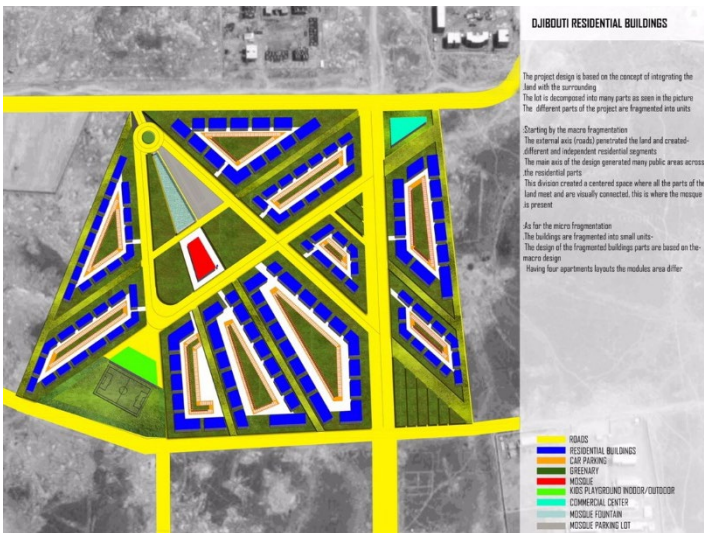 DJIBOUTI RESIDENTIAL BUILDINGS
The project design is based on the concept of integrating the
.land with the surrounding
The lot is decomposed into many parts as seen in the picture
The different parts of the project are fragmented into units
:Starting by the macro fragmentation
The external axis (roads) penetrated the land and created-
different and independent residential segments
The main axis of the design generated many public areas across
.the residential parts
This division created a centered space where all the parts of the
land meet and are visually connected, this is where the mosque
.is present
:As for the micro fragmentation
.The buildings are fragmented into small units-
The design of the fragmented buildings parts are based on the-
macro design
Having four apartments layouts the modules area differ
ROADS
RESIDENTIAL BUILDINGS
CAR PARKING
GREENARY
MOSQUE
KIDS PLAYGROUND INDOOR/OUTDOOR
COMMERCIAL CENTER
MOSQUE FOUNTAIN
MOSQUE PARKING LOT